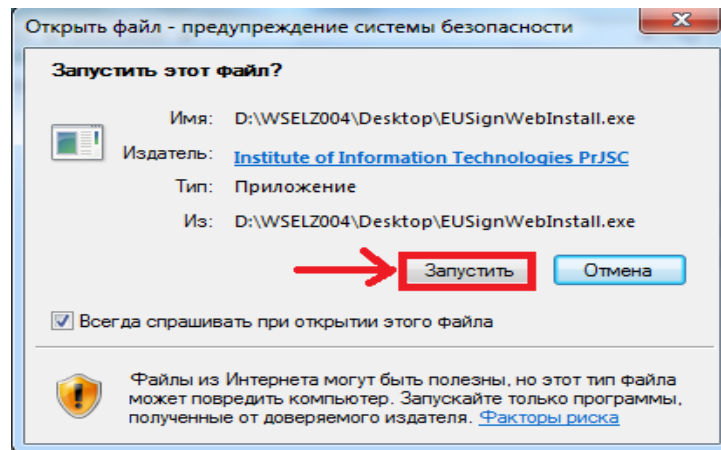 Открыть файл - предупреждение системы безопасности
Запустить этот файл?
Имя: D:\WSELZ004\Desktop\EUSignWebInstall.exe
Издатель: Institute of Information Technologies PrJSC
Тип: Приложение
Из: D:\WSELZ004\Desktop\EUSignWebInstall.exe
Запустить Отмена
Всегда спрашивать при открытии этого файла
Файлы из Интернета могут быть полезны, но этот тип файла
может повредить компьютер. Запускайте только программы,
полученные от доверяемого издателя. Факторы риска